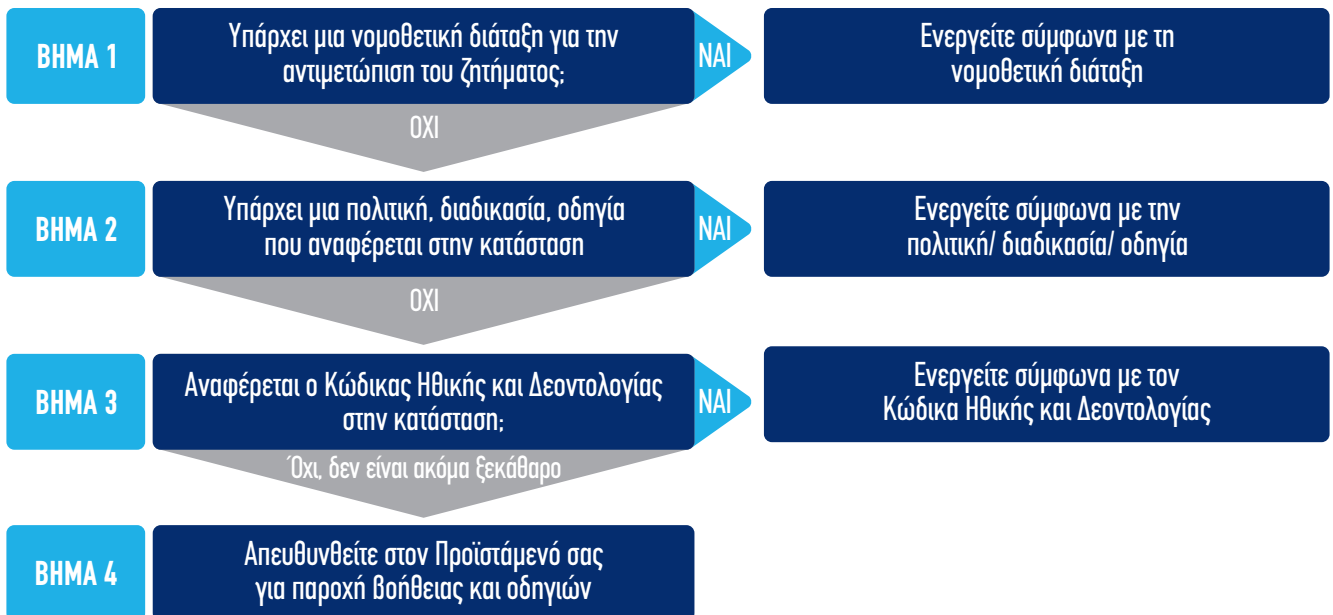 ΒΗΜΑ 1
Υπάρχει μια νομοθετική διάταξη για την
αντιμετώπιση του ζητήματος;
ΝΑΙ
Ενεργείτε σύμφωνα με τη
νομοθετική διάταξη
ΟΧΙ
ΒΗΜΑ 2
Υπάρχει μια πολιτική, διαδικασία, οδηγία
που αναφέρεται στην κατάσταση
ΝΑΙ
Ενεργείτε σύμφωνα με την
πολιτική/ διαδικασία/ οδηγία
ΟΧΙ
ΒΗΜΑ 3
Αναφέρεται ο Κώδικας Ηθικής και Δεοντολογίας
στην κατάσταση;
ΝΑΙ
Ενεργείτε σύμφωνα με τον
Κώδικα Ηθικής και Δεοντολογίας
Όχι, δεν είναι ακόμα ξεκάθαρο
ΒΗΜΑ 4
Απευθυνθείτε στον Προϊστάμενό σας
για παροχή βοήθειας και οδηγιών